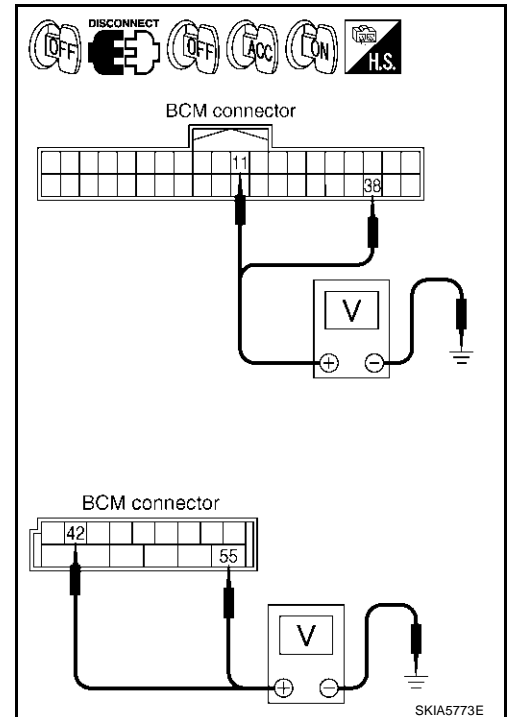 OFF DISCONNECT OFF ACC ON H.S.
BCM connector
11
38
V
+ −
BCM connector
42
55
V
+ −
SKIA5773E